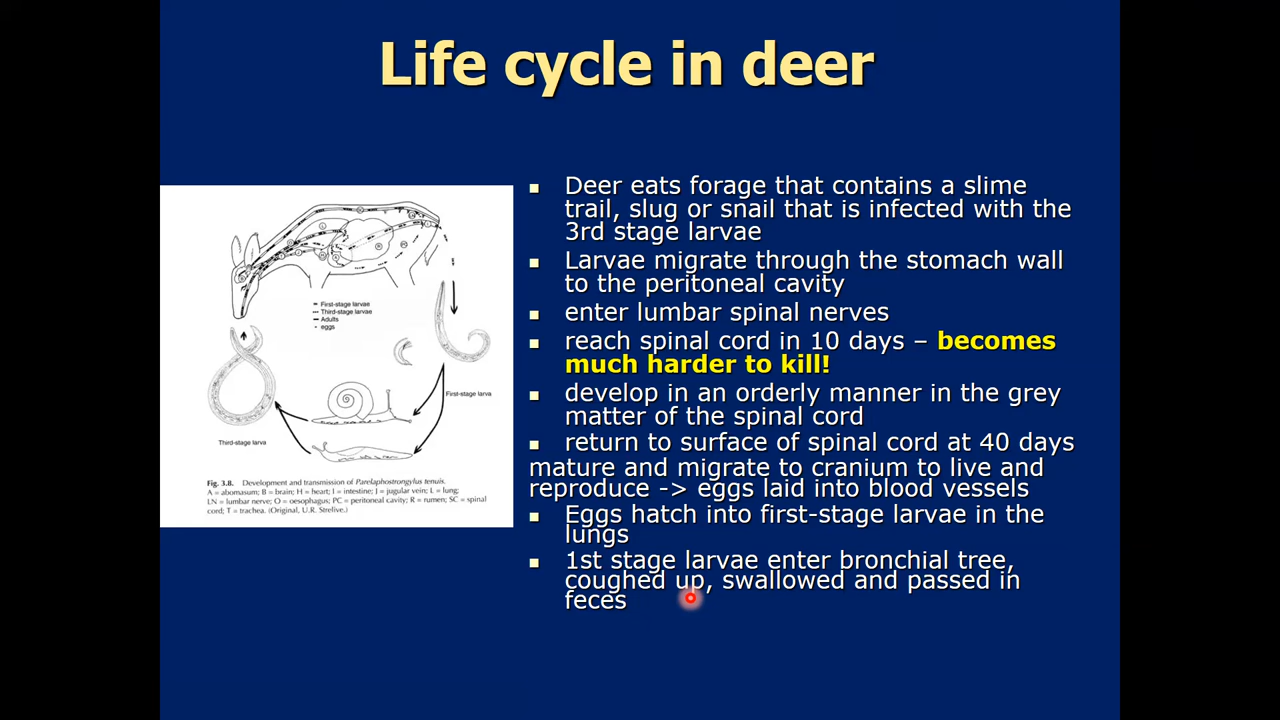 Life cycle in deer
First-stage larvae
Third-stage larvae
Adults
eggs
First-stage larva
Third-stage larva
Fig. 3.8. Development and transmission of Parelaphostrongylus tenuis.
A = abomasum; B = brain; H = heart; I = intestine; J = jugular vein; L = lung;
LN = lumbar nerve; O = oesophagus; PC = peritoneal cavity; R = rumen; SC = spinal
cord; T = trachea. (Original, U.R. Strelive.)
▪ Deer eats forage that contains a slime
trail, slug or snail that is infected with the
3rd stage larvae
▪ Larvae migrate through the stomach wall
to the peritoneal cavity
▪ enter lumbar spinal nerves
▪ reach spinal cord in 10 days – becomes
much harder to kill!
▪ develop in an orderly manner in the grey
matter of the spinal cord
▪ return to surface of spinal cord at 40 days
mature and migrate to cranium to live and
reproduce -> eggs laid into blood vessels
▪ Eggs hatch into first-stage larvae in the
lungs
▪ 1st stage larvae enter bronchial tree,
coughed up, swallowed and passed in
feces